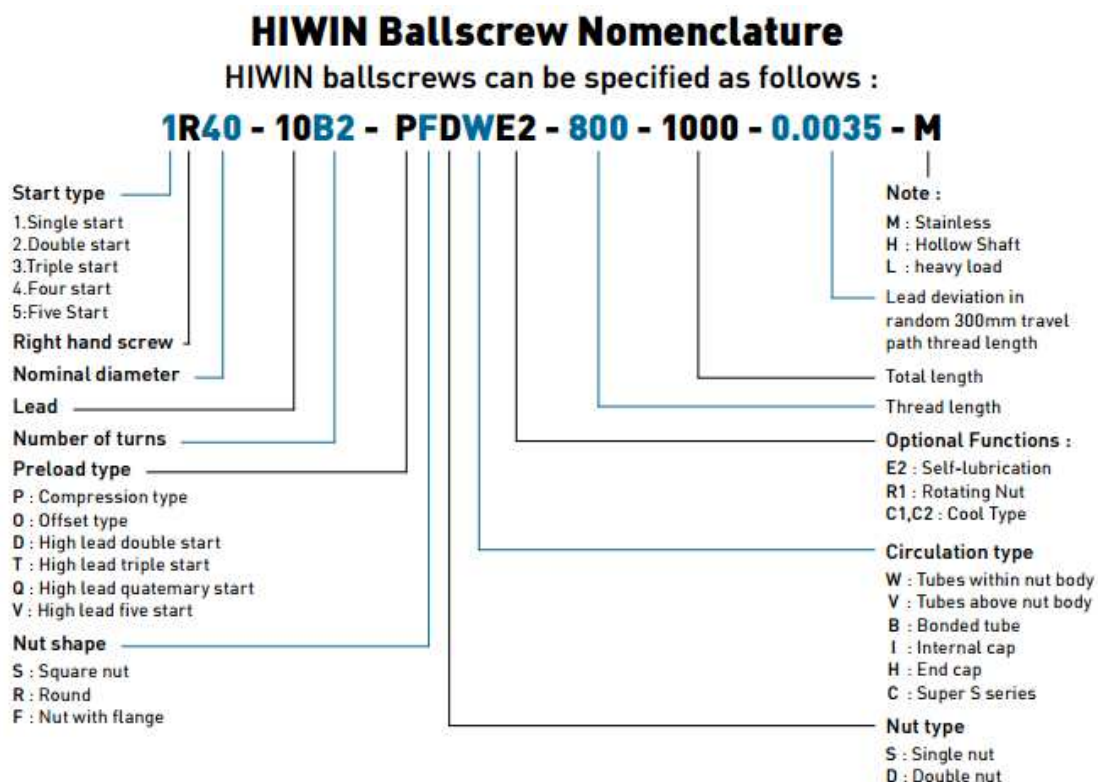 HIWIN Ballscrew Nomenclature
HIWIN ballscrews can be specified as follows :
1R40 - 10B2 - PFDWE2 - 800 - 1000 - 0.0035 - M
Start type
1.Single start
2.Double start
3.Triple start
4.Four start
5:Five Start
Right hand screw
Nominal diameter
Lead
Number of turns
Preload type
P : Compression type
O : Offset type
D : High lead double start
T : High lead triple start
Q : High lead quatemary start
V : High lead five start
Nut shape
S : Square nut
R : Round
F : Nut with flange
Note :
M : Stainless
H : Hollow Shaft
L : heavy load
Lead deviation in
random 300mm travel
path thread length
Total length
Thread length
Optional Functions :
E2 : Self-lubrication
R1 : Rotating Nut
C1,C2 : Cool Type
Circulation type
W : Tubes within nut body
V : Tubes above nut body
B : Bonded tube
I : Internal cap
H : End cap
C : Super S series
Nut type
S : Single nut
D : Double nut